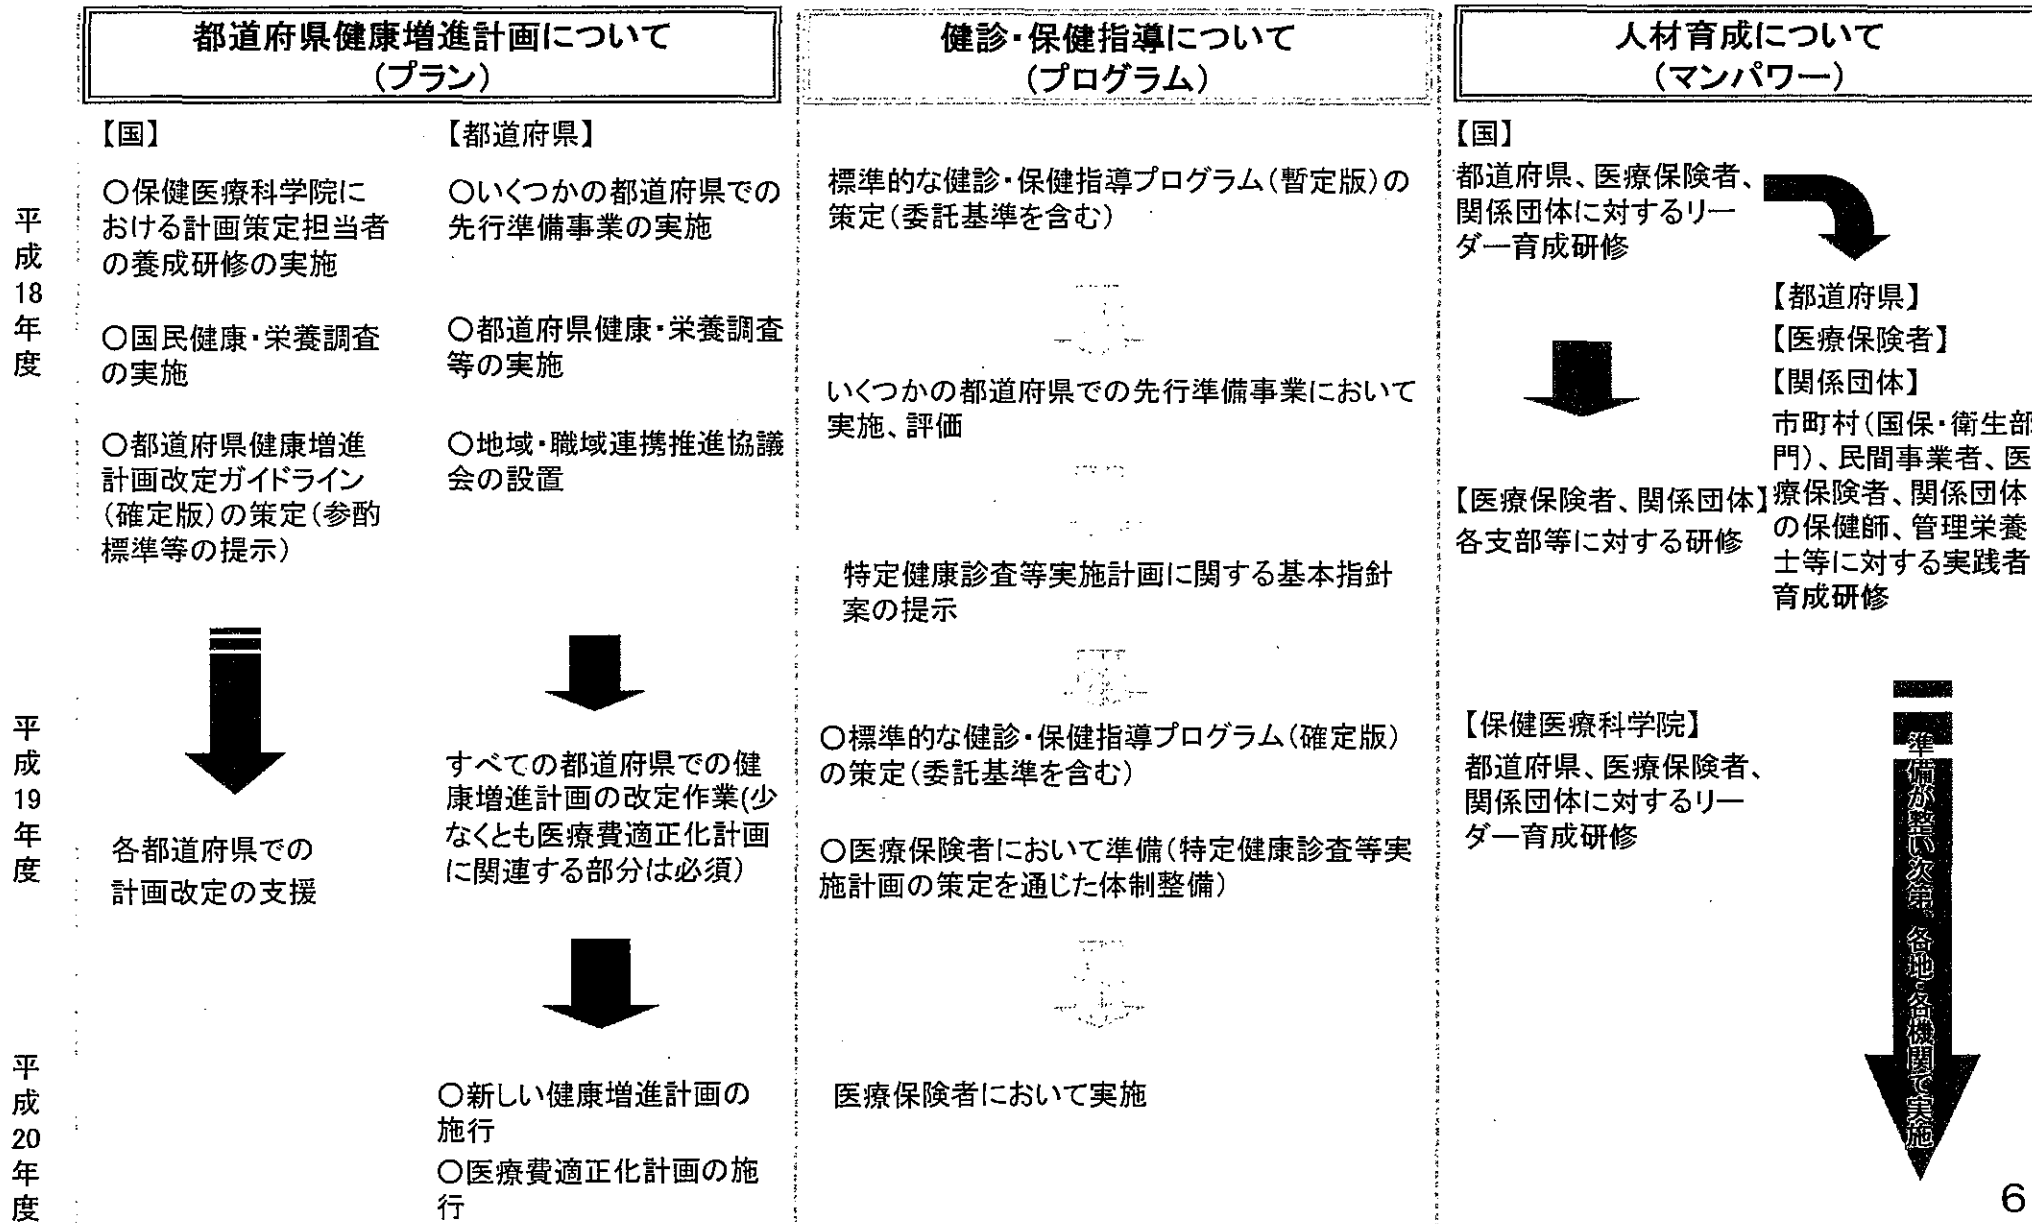 都道府県健康増進計画について
(プラン)
健診・保健指導について
(プログラム)
人材育成について
(マンパワー)
平成18年度
【国】
○保健医療科学院に
おける計画策定担当者
の養成研修の実施
○国民健康・栄養調査
の実施
○都道府県健康増進
計画改定ガイドライン
(確定版)の策定(参酌
標準等の提示)
【都道府県】
○いくつかの都道府県での
先行準備事業の実施
○都道府県健康・栄養調査
等の実施
○地域・職域連携推進協議
会の設置
標準的な健診・保健指導プログラム(暫定版)の
策定(委託基準を含む)
いくつかの都道府県での先行準備事業において
実施、評価
特定健康診査等実施計画に関する基本指針
案の提示
【国】
都道府県、医療保険者、
関係団体に対するリー
ダー育成研修
【医療保険者、関係団体】
各支部等に対する研修
【都道府県】
【医療保険者】
【関係団体】
市町村(国保・衛生部
門)、民間事業者、医
療保険者、関係団体
の保健師、管理栄養
士等に対する実践者
育成研修
平成19年度
各都道府県での
計画改定の支援
すべての都道府県での健
康増進計画の改定作業(少
なくとも医療費適正化計画
に関連する部分は必須)
○標準的な健診・保健指導プログラム(確定版)
の策定(委託基準を含む)
○医療保険者において準備(特定健康診査等実
施計画の策定を通じた体制整備)
【保健医療科学院】
都道府県、医療保険者、
関係団体に対するリー
ダー育成研修
準備が整い次第、各地・各機関で実施
平成20年度
○新しい健康増進計画の
施行
○医療費適正化計画の施
行
医療保険者において実施
6